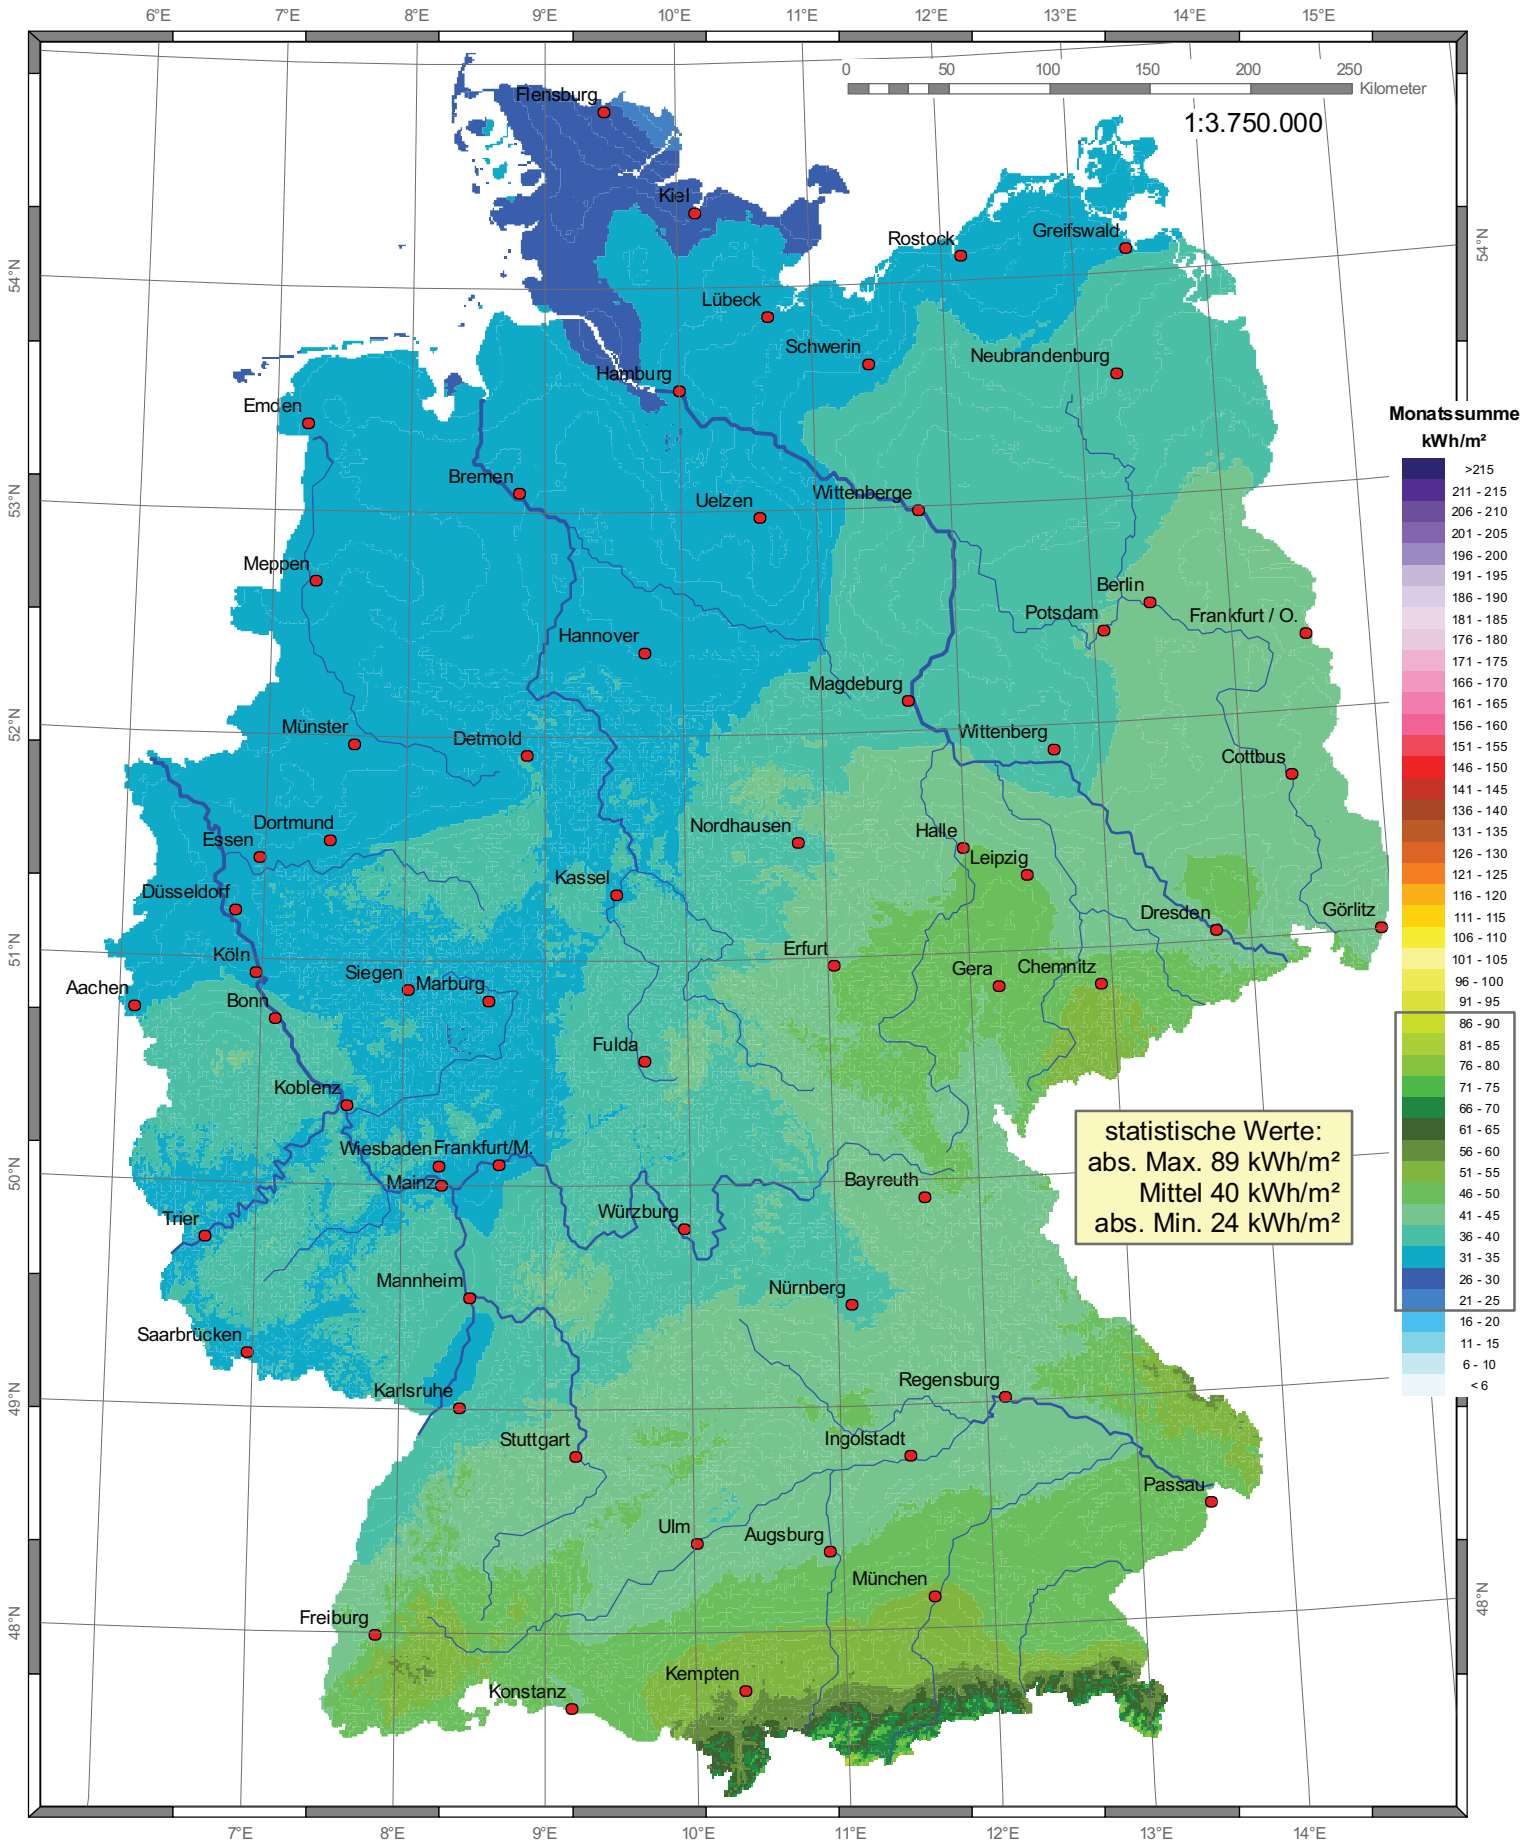 6°E 7°E 8°E 9°E 10°E 11°E 12°E 13°E 14°E 15°E
0 50 100 150 200 250
Kilometer
1:3.750.000
Flensburg
Kiel
Rostock
Greifswald
54°N
54°N
Lübeck
Schwerin
Neubrandenburg
Hamburg
Emden
Bremen
Uelzen
Wittenberge
53°N
53°N
Meppen
Berlin
Potsdam
Frankfurt / O.
Hannover
Magdeburg
52°N
52°N
Münster
Detmold
Wittenberg
Cottbus
Dortmund
Essen
Nordhausen
Halle
Leipzig
Kassel
Düsseldorf
Dresden
Görlitz
51°N
51°N
Köln
Erfurt
Siegen
Marburg
Gera
Chemnitz
Aachen
Bonn
Fulda
Koblenz
Wiesbaden
Frankfurt/M.
50°N
50°N
Mainz
Bayreuth
Trier
Würzburg
Mannheim
Nürnberg
Saarbrücken
Karlsruhe
Regensburg
49°N
49°N
Stuttgart
Ingolstadt
Passau
Ulm
Augsburg
München
48°N
48°N
Freiburg
Kempten
Konstanz
Monatssumme
kWh/m²
>215
211 - 215
206 - 210
201 - 205
196 - 200
191 - 195
186 - 190
181 - 185
176 - 180
171 - 175
166 - 170
161 - 165
156 - 160
151 - 155
146 - 150
141 - 145
136 - 140
131 - 135
126 - 130
121 - 125
116 - 120
111 - 115
106 - 110
101 - 105
96 - 100
91 - 95
86 - 90
81 - 85
76 - 80
71 - 75
66 - 70
61 - 65
56 - 60
51 - 55
46 - 50
41 - 45
36 - 40
31 - 35
26 - 30
21 - 25
16 - 20
11 - 15
6 - 10
< 6
statistische Werte:
abs. Max. 89 kWh/m²
Mittel 40 kWh/m²
abs. Min. 24 kWh/m²
7°E 8°E 9°E 10°E 11°E 12°E 13°E 14°E